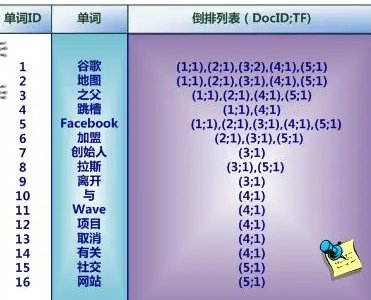 单词ID 单词 倒排列表（DocID;TF)
1 谷歌 (1;1),(2;1),(3;2),(4;1),(5;1)
2 地图 (1;1),(2;1),(3;1),(4;1),(5;1)
3 之父 (1;1),(2;1),(4;1),(5;1)
4 跳槽 (1;1),(4;1)
5 Facebook (1;1),(2;1),(3;1),(4;1),(5;1)
6 加盟 (2;1),(3;1),(5;1)
7 创始人 (3;1)
8 拉斯 (3;1),(5;1)
9 离开 (3;1)
10 与 (4;1)
11 Wave (4;1)
12 项目 (4;1)
13 取消 (4;1)
14 有关 (4;1)
15 社交 (5;1)
16 网站 (5;1)